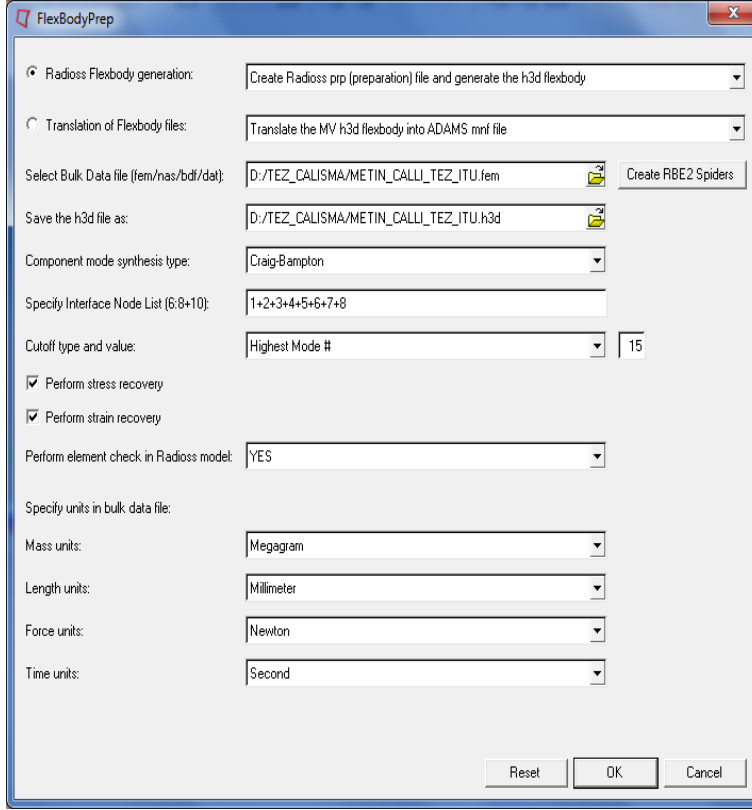 FlexBodyPrep
Radioss Flexbody generation: Create Radioss prp (preparation) file and generate the h3d flexbody
Translation of Flexbody files: Translate the MV h3d flexbody into ADAMS mnf file
Select Bulk Data file (fem/nas/bdf/dat): D:/TEZ_CALISMA/METIN_CALLI_TEZ_ITU.fem Create RBE2 Spiders
Save the h3d file as: D:/TEZ_CALISMA/METIN_CALLI_TEZ_ITU.h3d
Component mode synthesis type: Craig-Bampton
Specify Interface Node List (6:8+10): 1+2+3+4+5+6+7+8
Cutoff type and value: Highest Mode # 15
Perform stress recovery
Perform strain recovery
Perform element check in Radioss model: YES
Specify units in bulk data file:
Mass units: Megagram
Length units: Millimeter
Force units: Newton
Time units: Second
Reset OK Cancel